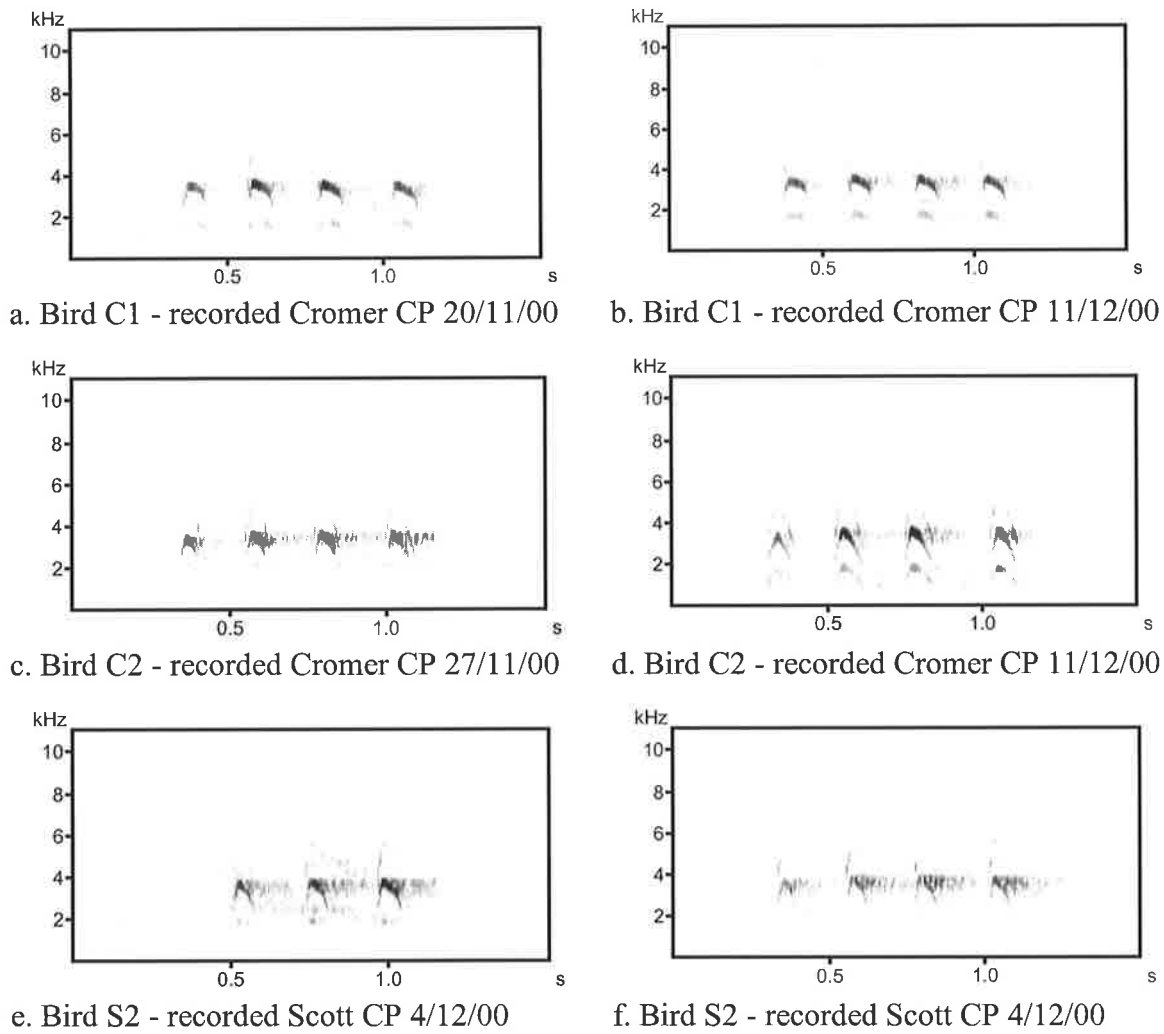 kHz
10
8
6
4
2
0.5 1.0 s
a. Bird C1 - recorded Cromer CP 20/11/00
kHz
10
8
6
4
2
0.5 1.0 s
b. Bird C1 - recorded Cromer CP 11/12/00
kHz
10
8
6
4
2
0.5 1.0 s
c. Bird C2 - recorded Cromer CP 27/11/00
kHz
10
8
6
4
2
0.5 1.0 s
d. Bird C2 - recorded Cromer CP 11/12/00
kHz
10
8
6
4
2
0.5 1.0 s
e. Bird S2 - recorded Scott CP 4/12/00
kHz
10
8
6
4
2
0.5 1.0 s
f. Bird S2 - recorded Scott CP 4/12/00